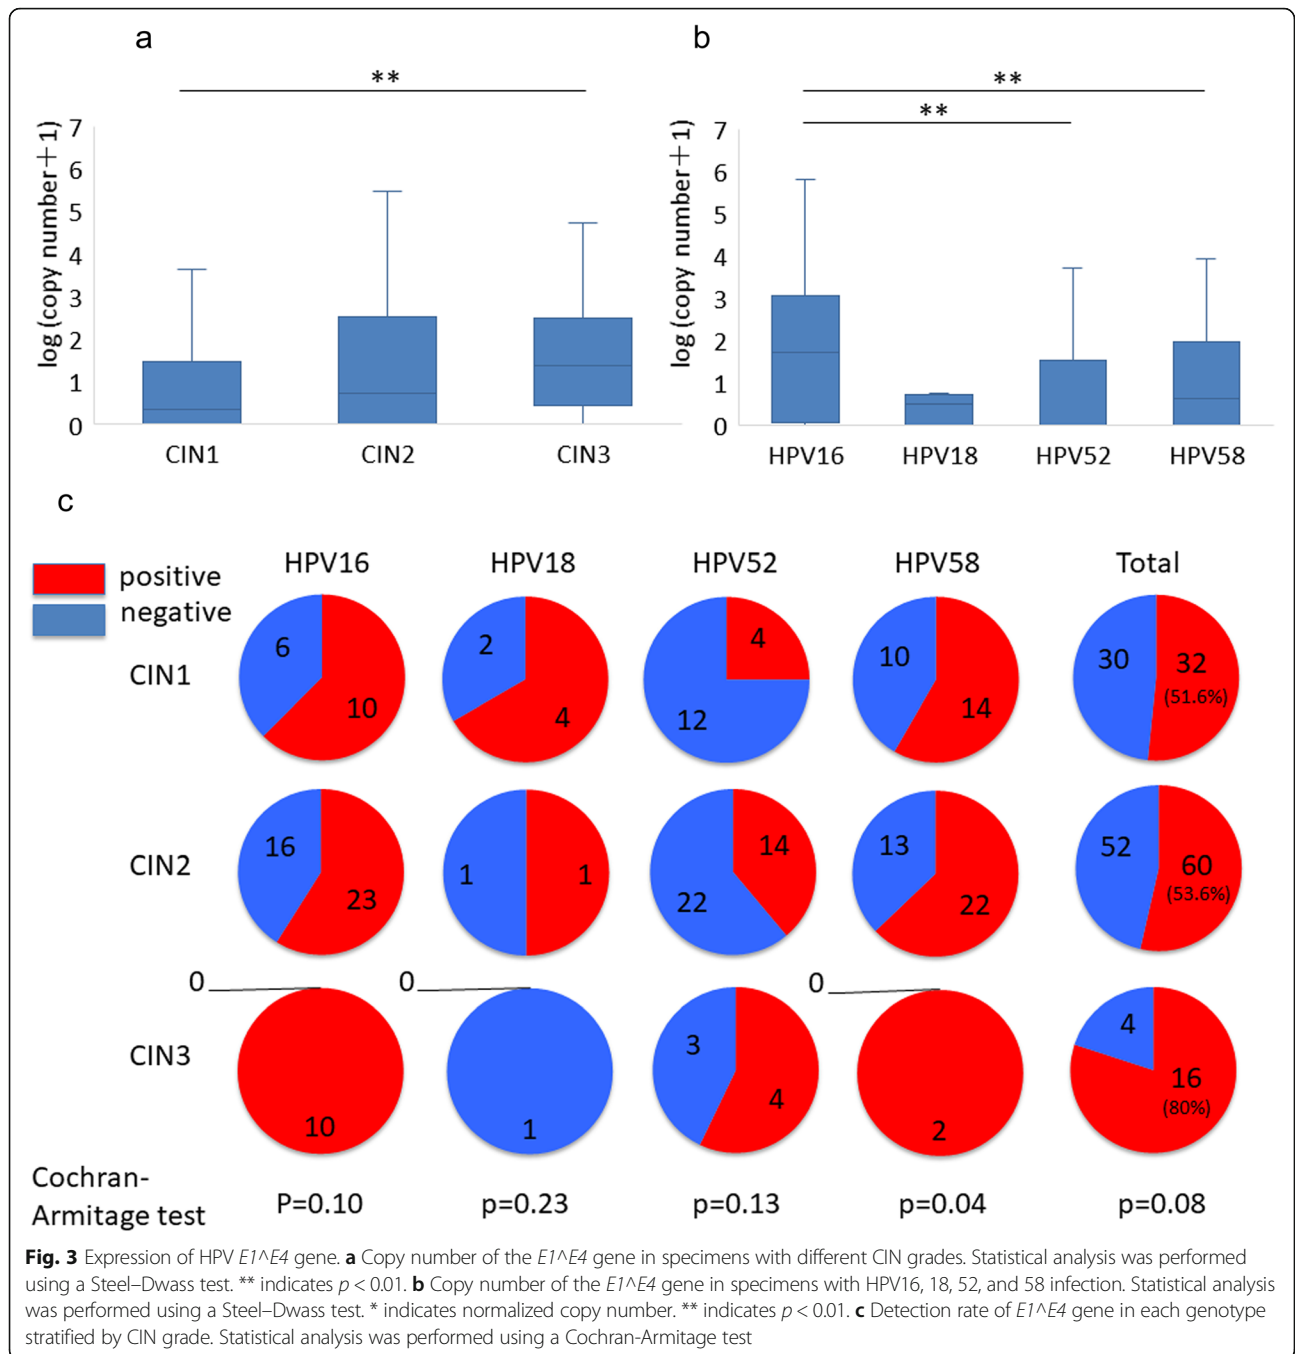 a
**
log(copy number+1)
7
6
5
4
3
2
1
0
CIN1 CIN2 CIN3
b
**
**
log(copy number+1)
7
6
5
4
3
2
1
0
HPV16 HPV18 HPV52 HPV58
c
positive
negative
HPV16 HPV18 HPV52 HPV58 Total
CIN1
6 10
2 4
4 12
10 14
30 32
(51.6%)
CIN2
16 23
1 1
14 22
13 22
52 60
(53.6%)
CIN3
0 10
0 1
3 4
0 2
4 16
(80%)
Cochran-
Armitage test
P=0.10 p=0.23 p=0.13 p=0.04 p=0.08
Fig. 3 Expression of HPV E1^E4 gene. a Copy number of the E1^E4 gene in specimens with different CIN grades. Statistical analysis was performed
using a Steel–Dwass test. ** indicates p < 0.01. b Copy number of the E1^E4 gene in specimens with HPV16, 18, 52, and 58 infection. Statistical analysis
was performed using a Steel–Dwass test. * indicates normalized copy number. ** indicates p < 0.01. c Detection rate of E1^E4 gene in each genotype
stratified by CIN grade. Statistical analysis was performed using a Cochran-Armitage test